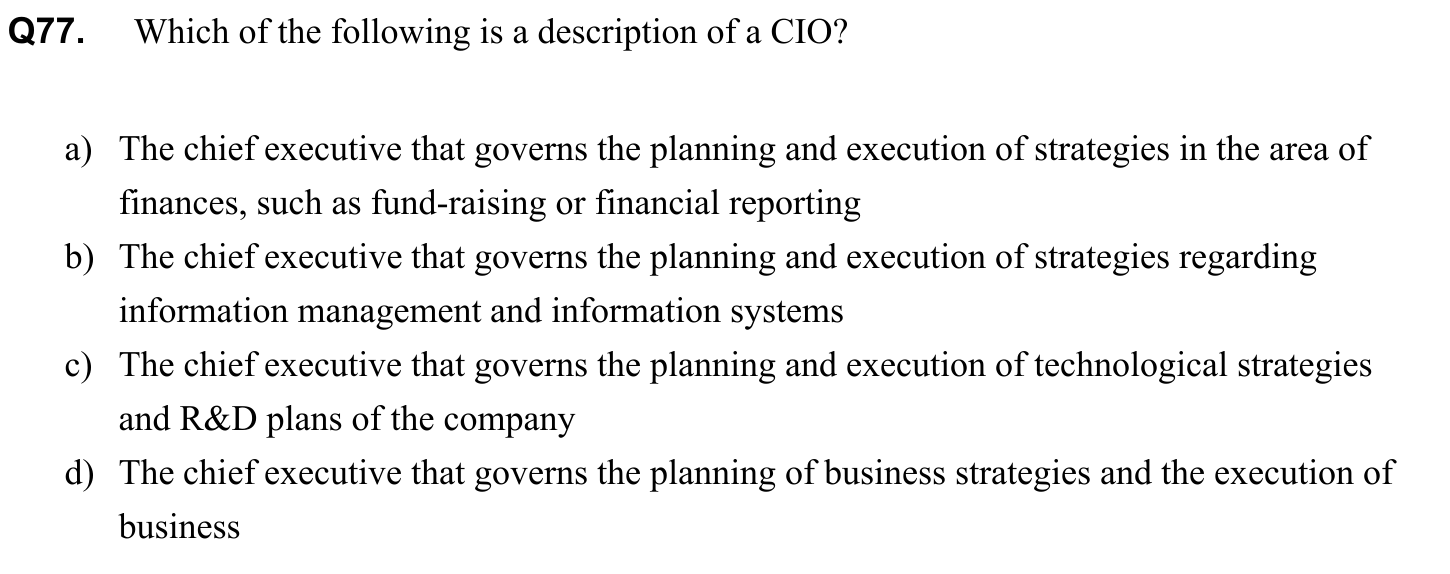 Q77. Which of the following is a description of a CIO?
a) The chief executive that governs the planning and execution of strategies in the area of
finances, such as fund-raising or financial reporting
b) The chief executive that governs the planning and execution of strategies regarding
information management and information systems
c) The chief executive that governs the planning and execution of technological strategies
and R&D plans of the company
d) The chief executive that governs the planning of business strategies and the execution of
business